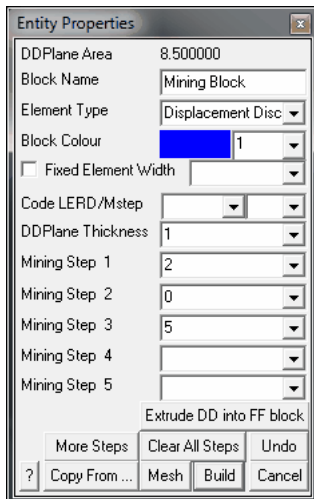 Entity Properties
DDPlane Area 8.500000
Block Name Mining Block
Element Type Displacement Disc
Block Colour 1
Fixed Element Width
Code LERD/Mstep
DDPlane Thickness 1
Mining Step 1 2
Mining Step 2 0
Mining Step 3 5
Mining Step 4
Mining Step 5
Extrude DD into FF block
More Steps Clear All Steps Undo
? Copy From ... Mesh Build Cancel